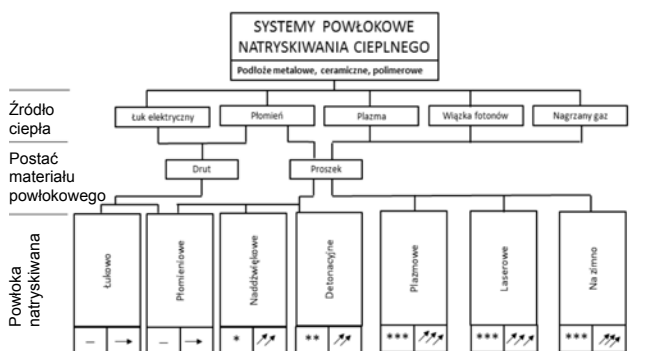 SYSTEMY POWŁOKOWE
NATRYSKIWANIA CIEPLNEGO
Podłoże metalowe, ceramiczne, polimerowe
Źródło
ciepła
Łuk elektryczny
Płomień
Plazma
Wiązka fotonów
Nagrzany gaz
Postać
materiału
powłokowego
Drut
Proszek
Powłoka
natryskiwana
Łukowo
Płomieniowe
Naddźwiękowe
Detonacyjne
Plazmowe
Laserowe
Na zimno
– → – → * ** *** *** ***